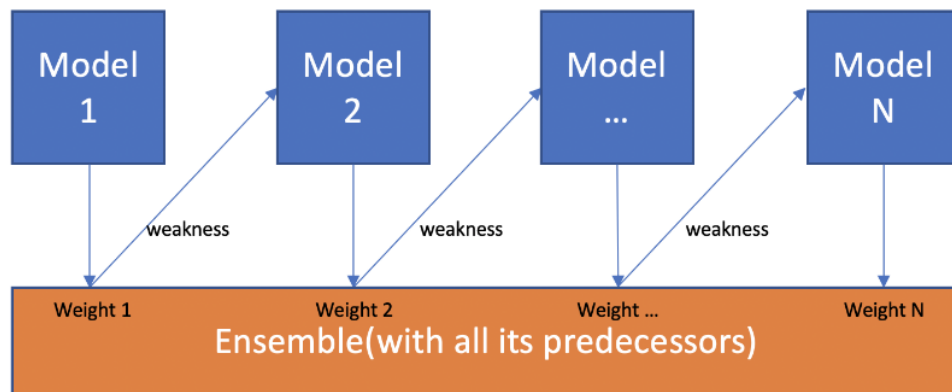 Model
1
Model
2
Model
...
Model
N
weakness
weakness
weakness
Weight 1
Weight 2
Weight ...
Weight N
Ensemble(with all its predecessors)